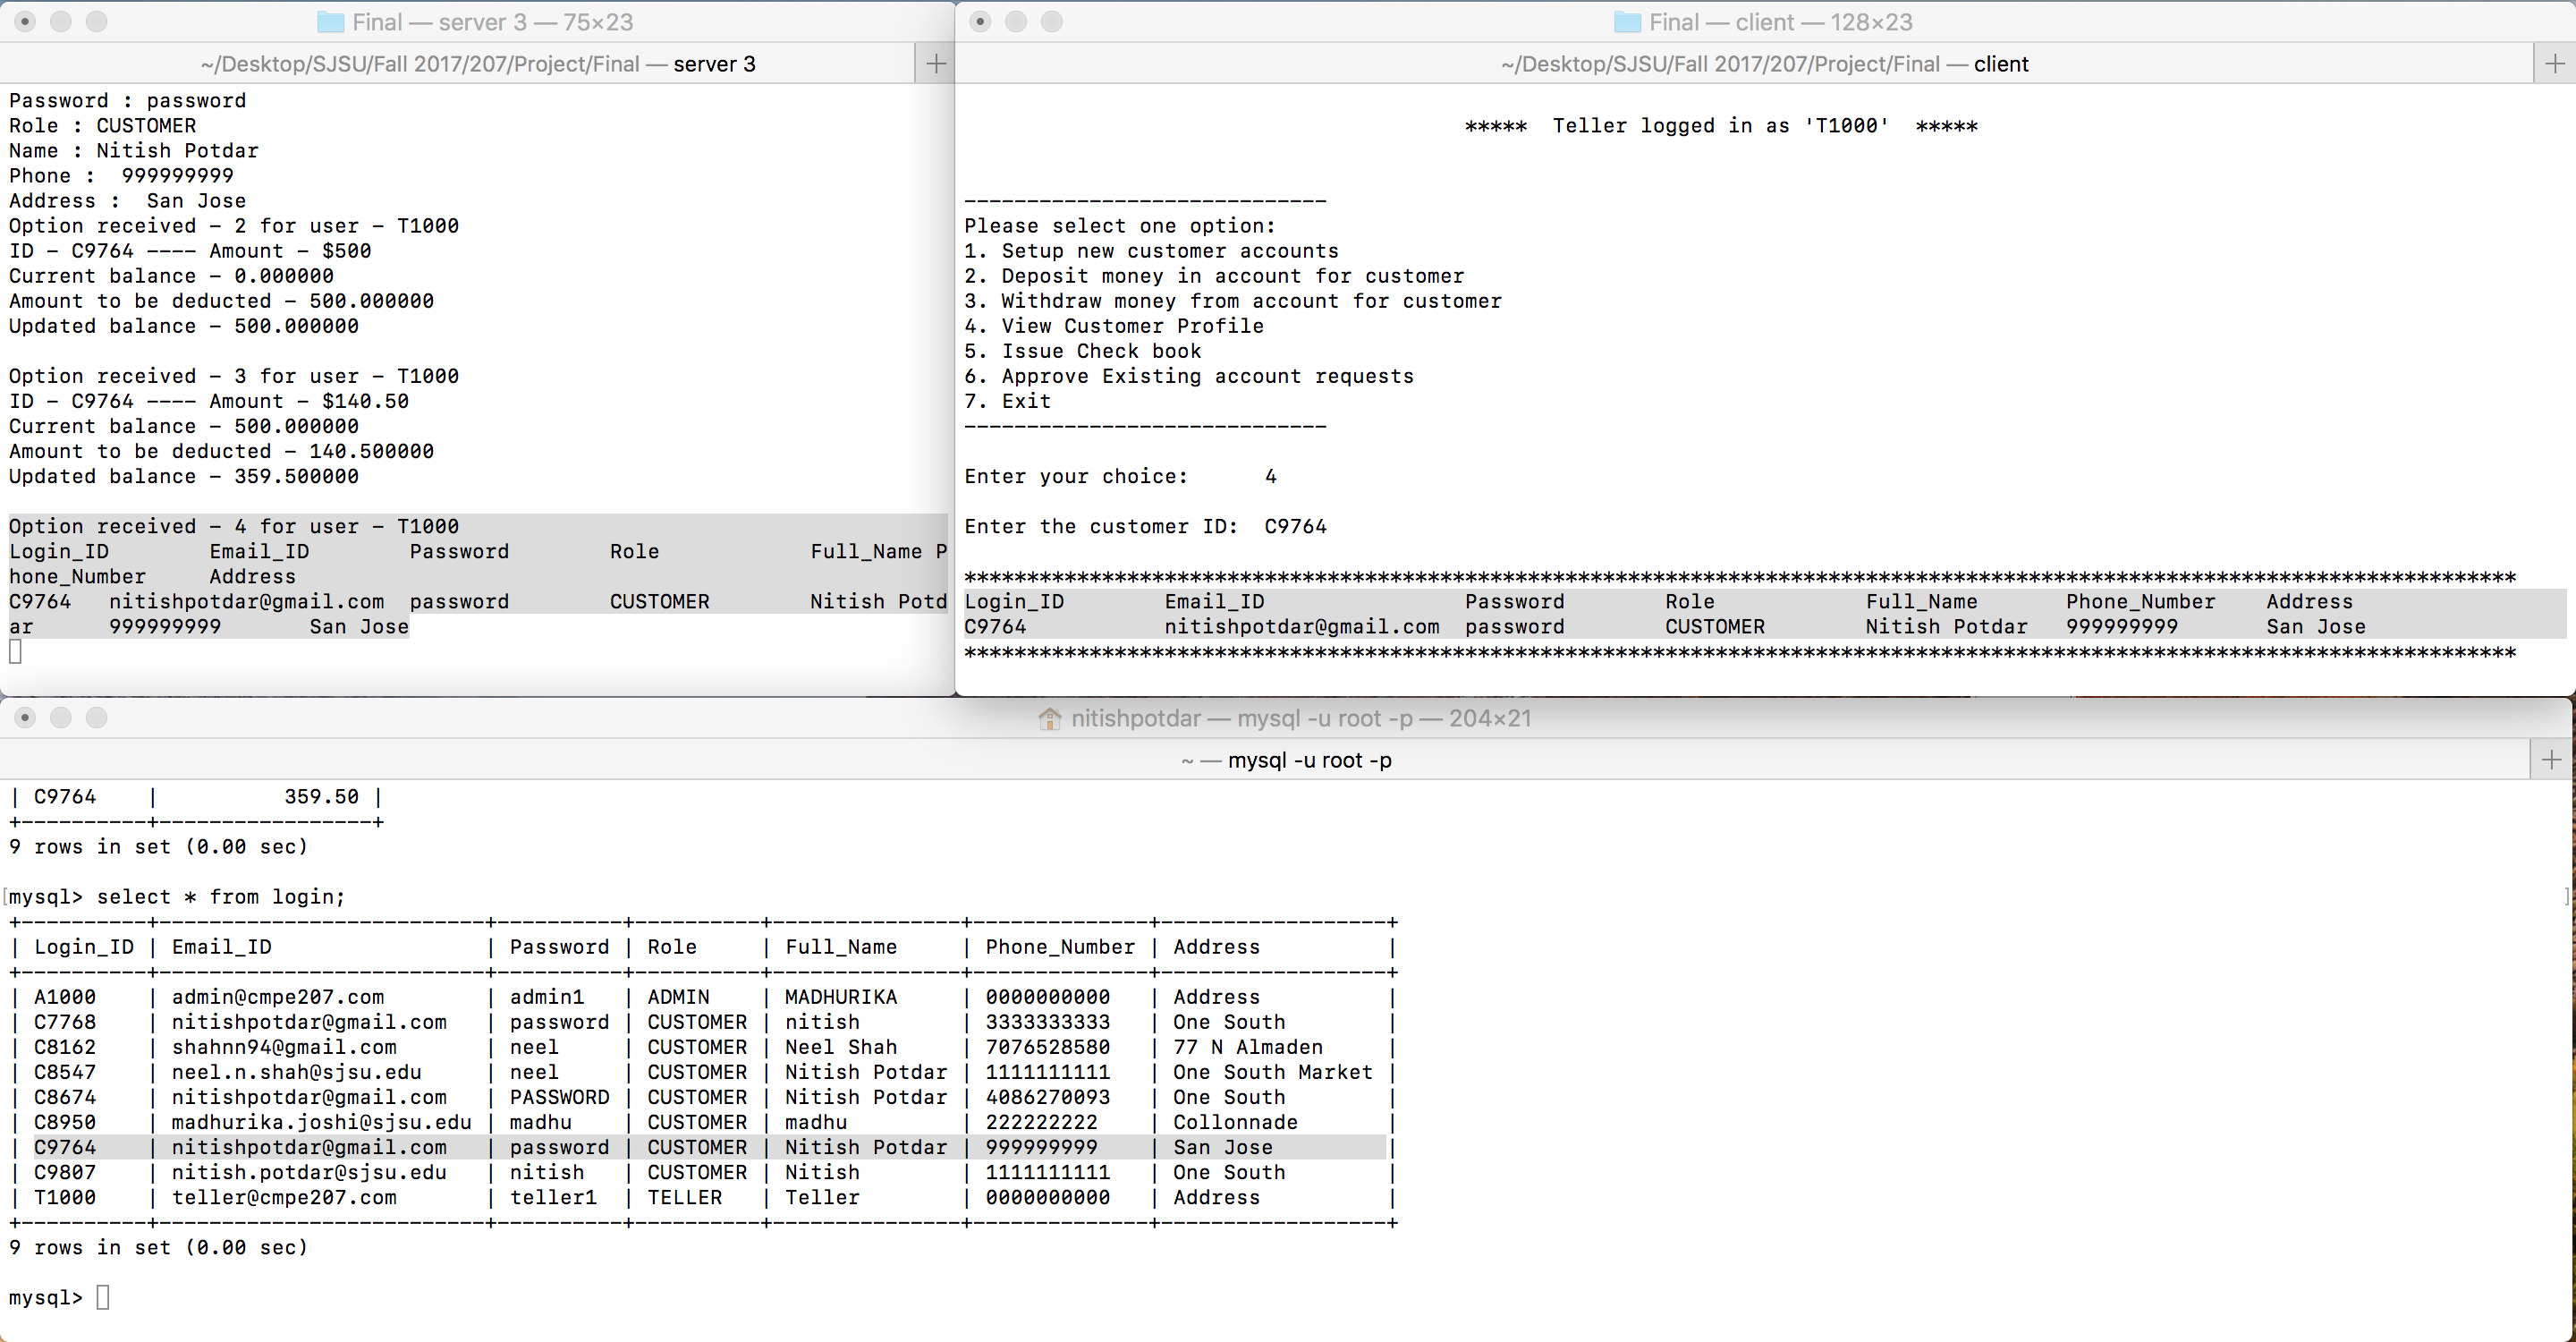 Final — server 3 — 75×23
~/Desktop/SJSU/Fall 2017/207/Project/Final — server 3
Password : password
Role : CUSTOMER
Name : Nitish Potdar
Phone :  999999999
Address :  San Jose
Option received - 2 for user - T1000
ID - C9764 ---- Amount - $500
Current balance - 0.000000
Amount to be deducted - 500.000000
Updated balance - 500.000000
Option received - 3 for user - T1000
ID - C9764 ---- Amount - $140.50
Current balance - 500.000000
Amount to be deducted - 140.500000
Updated balance - 359.500000
Option received - 4 for user - T1000
Login_ID        Email_ID        Password        Role            Full_Name P
hone_Number     Address
C9764   nitishpotdar@gmail.com  password        CUSTOMER        Nitish Potd
ar      999999999       San Jose
Final — client — 128×23
~/Desktop/SJSU/Fall 2017/207/Project/Final — client
*****  Teller logged in as 'T1000'  *****
-----------------------------
Please select one option:
1. Setup new customer accounts
2. Deposit money in account for customer
3. Withdraw money from account for customer
4. View Customer Profile
5. Issue Check book
6. Approve Existing account requests
7. Exit
-----------------------------
Enter your choice:      4
Enter the customer ID:  C9764
****************************************************************************************************************************
Login_ID        Email_ID                Password        Role            Full_Name       Phone_Number    Address
C9764           nitishpotdar@gmail.com  password        CUSTOMER        Nitish Potdar   999999999       San Jose
****************************************************************************************************************************
nitishpotdar — mysql -u root -p — 204×21
~ — mysql -u root -p
| C9764    |          359.50 |
+----------+-----------------+
9 rows in set (0.00 sec)
[mysql> select * from login; ]
+----------+--------------------------+----------+----------+---------------+--------------+------------------+
| Login_ID | Email_ID                 | Password | Role     | Full_Name     | Phone_Number | Address          |
+----------+--------------------------+----------+----------+---------------+--------------+------------------+
| A1000    | admin@cmpe207.com        | admin1   | ADMIN    | MADHURIKA     | 0000000000   | Address          |
| C7768    | nitishpotdar@gmail.com   | password | CUSTOMER | nitish        | 3333333333   | One South        |
| C8162    | shahnn94@gmail.com       | neel     | CUSTOMER | Neel Shah     | 7076528580   | 77 N Almaden     |
| C8547    | neel.n.shah@sjsu.edu     | neel     | CUSTOMER | Nitish Potdar | 1111111111   | One South Market |
| C8674    | nitishpotdar@gmail.com   | PASSWORD | CUSTOMER | Nitish Potdar | 4086270093   | One South        |
| C8950    | madhurika.joshi@sjsu.edu | madhu    | CUSTOMER | madhu         | 222222222    | Collonnade       |
| C9764    | nitishpotdar@gmail.com   | password | CUSTOMER | Nitish Potdar | 999999999    | San Jose         |
| C9807    | nitish.potdar@sjsu.edu   | nitish   | CUSTOMER | Nitish        | 1111111111   | One South        |
| T1000    | teller@cmpe207.com       | teller1  | TELLER   | Teller        | 0000000000   | Address          |
+----------+--------------------------+----------+----------+---------------+--------------+------------------+
9 rows in set (0.00 sec)
mysql>